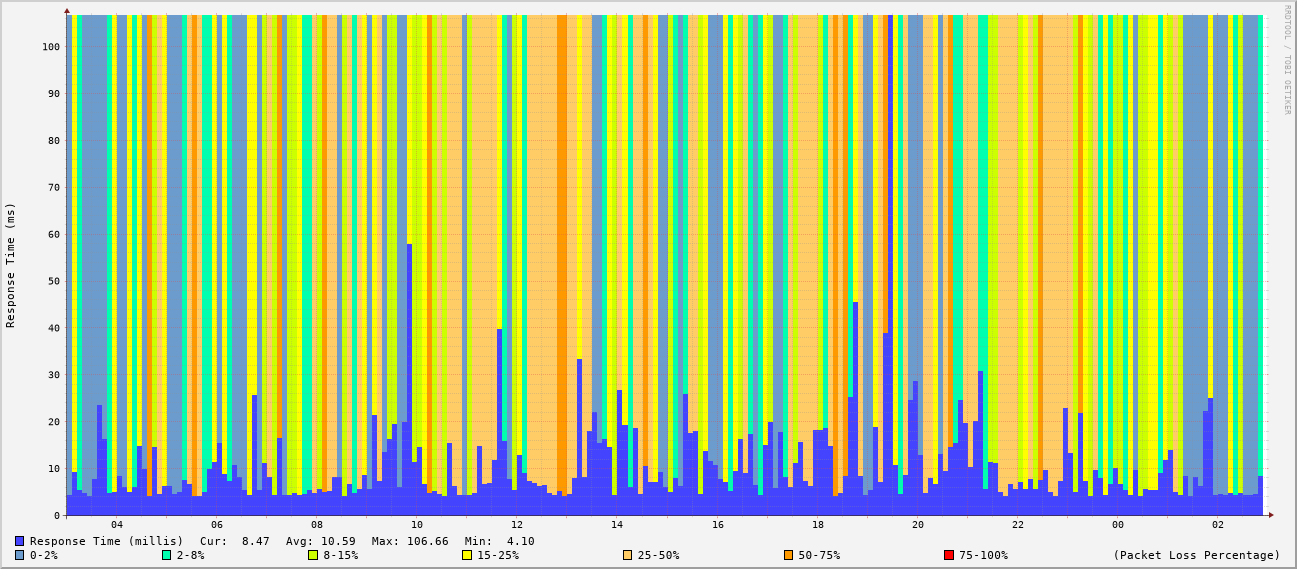 RRDTOOL / TOBI OETIKER
Response Time (ms)
100
90
80
70
60
50
40
30
20
10
0
04 06 08 10 12 14 16 18 20 22 00 02
Response Time (millis) Cur: 8.47 Avg: 10.59 Max: 106.66 Min: 4.10
0-2% 2-8% 8-15% 15-25% 25-50% 50-75% 75-100% (Packet Loss Percentage)